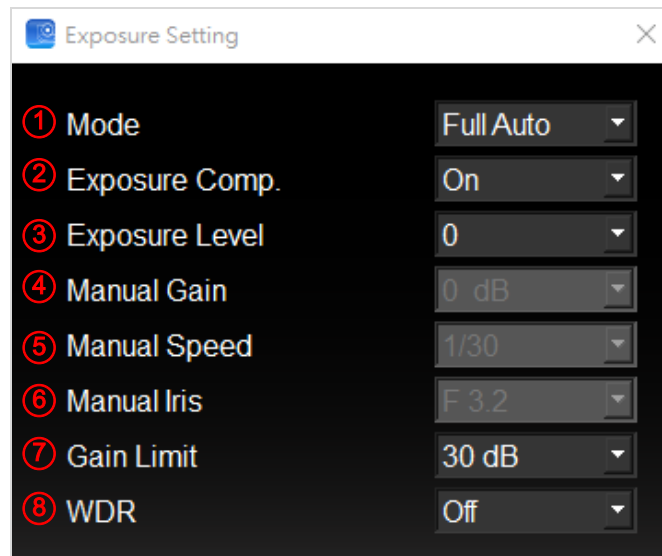 Exposure Setting
① Mode Full Auto
② Exposure Comp. On
③ Exposure Level 0
④ Manual Gain 0 dB
⑤ Manual Speed 1/30
⑥ Manual Iris F 3.2
⑦ Gain Limit 30 dB
⑧ WDR Off